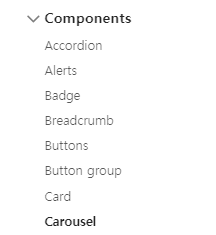 Components
Accordion
Alerts
Badge
Breadcrumb
Buttons
Button group
Card
Carousel